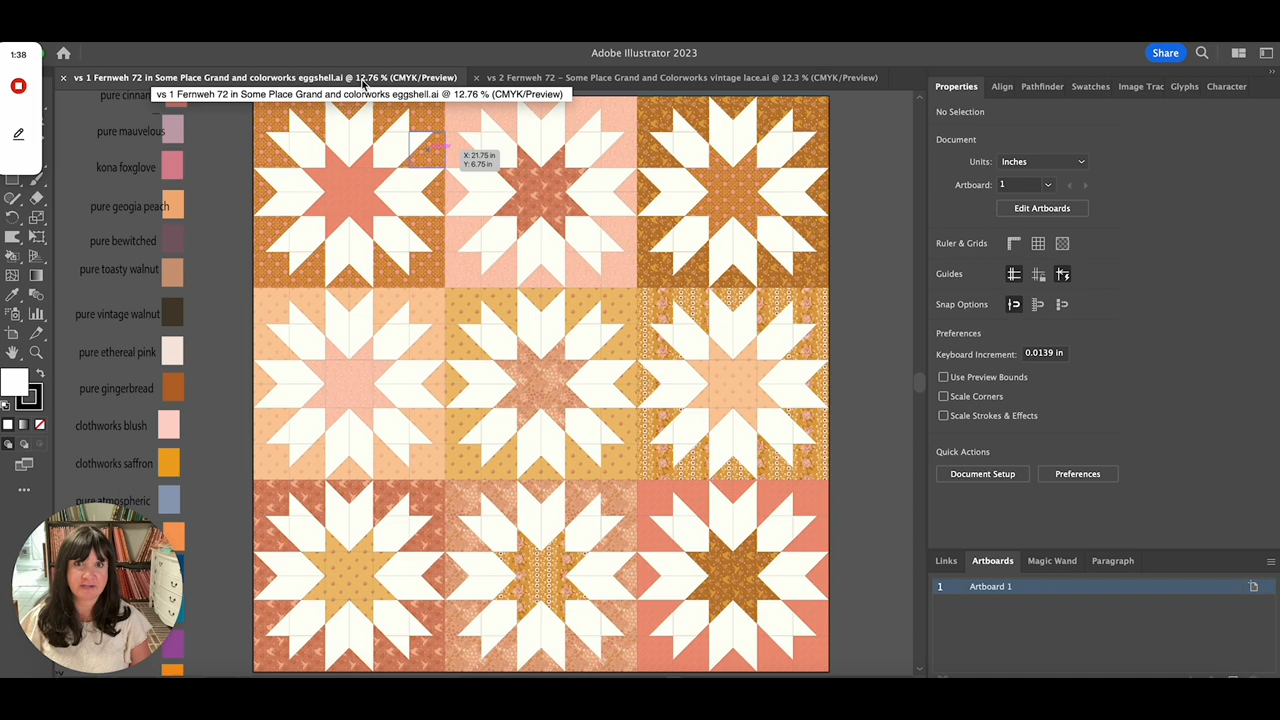 1:38
Adobe Illustrator 2023
Share
× vs 1 Fernweh 72 in Some Place Grand and colorworks eggshell.ai @ 12.76 % (CMYK/Preview)
× vs 2 Fernweh 72 - Some Place Grand and Colorworks vintage lace.ai @ 12.3 % (CMYK/Preview)
vs 1 Fernweh 72 in Some Place Grand and colorworks eggshell.ai @ 12.76 % (CMYK/Preview)
pure cinnam
pure mauvelous
kona foxglove
pure geogia peach
pure bewitched
pure toasty walnut
pure vintage walnut
pure ethereal pink
pure gingerbread
clothworks blush
clothworks saffron
pure atmospheric
X: 21.75 in
Y: 6.75 in
Properties
Align
Pathfinder
Swatches
Image Trac
Glyphs
Character
No Selection
Document
Units: Inches
Artboard: 1
Edit Artboards
Ruler & Grids
Guides
Snap Options
Preferences
Keyboard Increment: 0.0139 in
Use Preview Bounds
Scale Corners
Scale Strokes & Effects
Quick Actions
Document Setup
Preferences
Links
Artboards
Magic Wand
Paragraph
1 Artboard 1